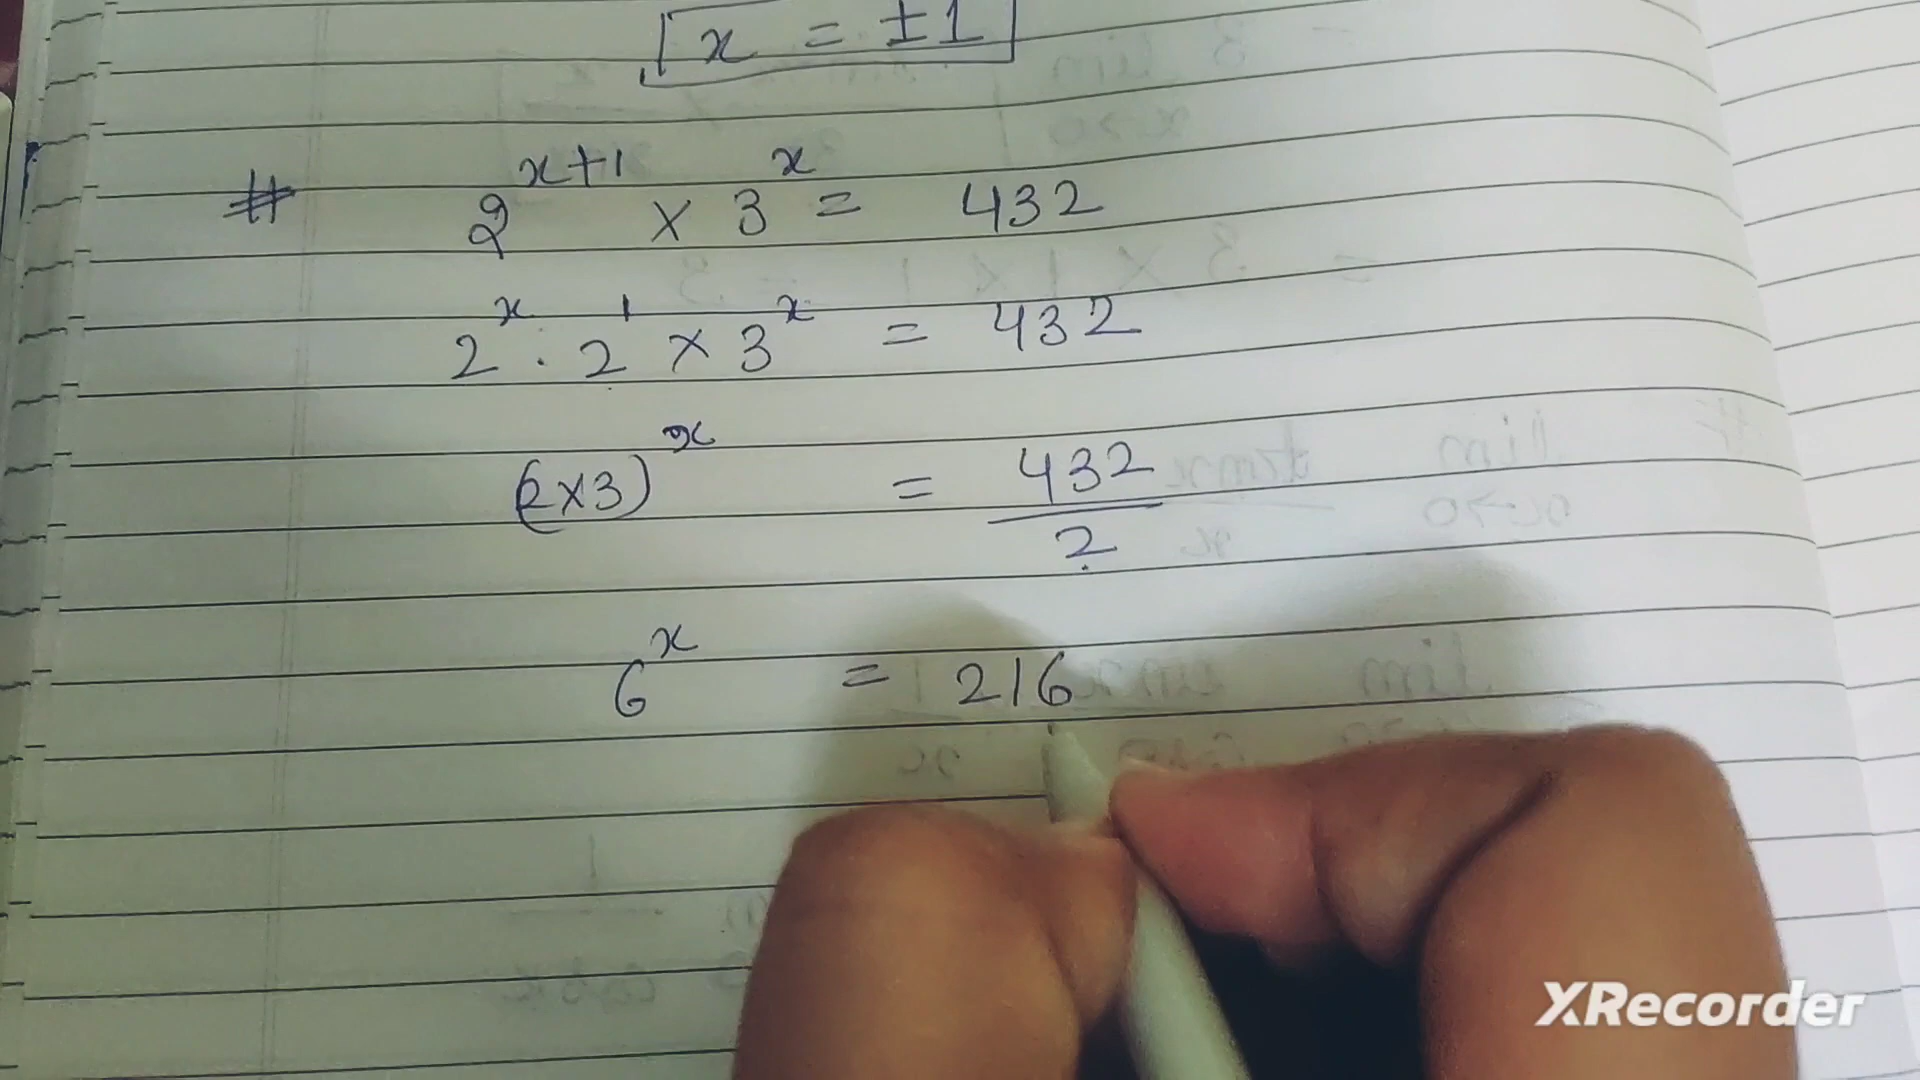 x = ±1
# 2^{x+1} × 3^x = 432
2^x · 2^1 × 3^x = 432
(2×3)^x = 432/2
6^x = 216
XRecorder